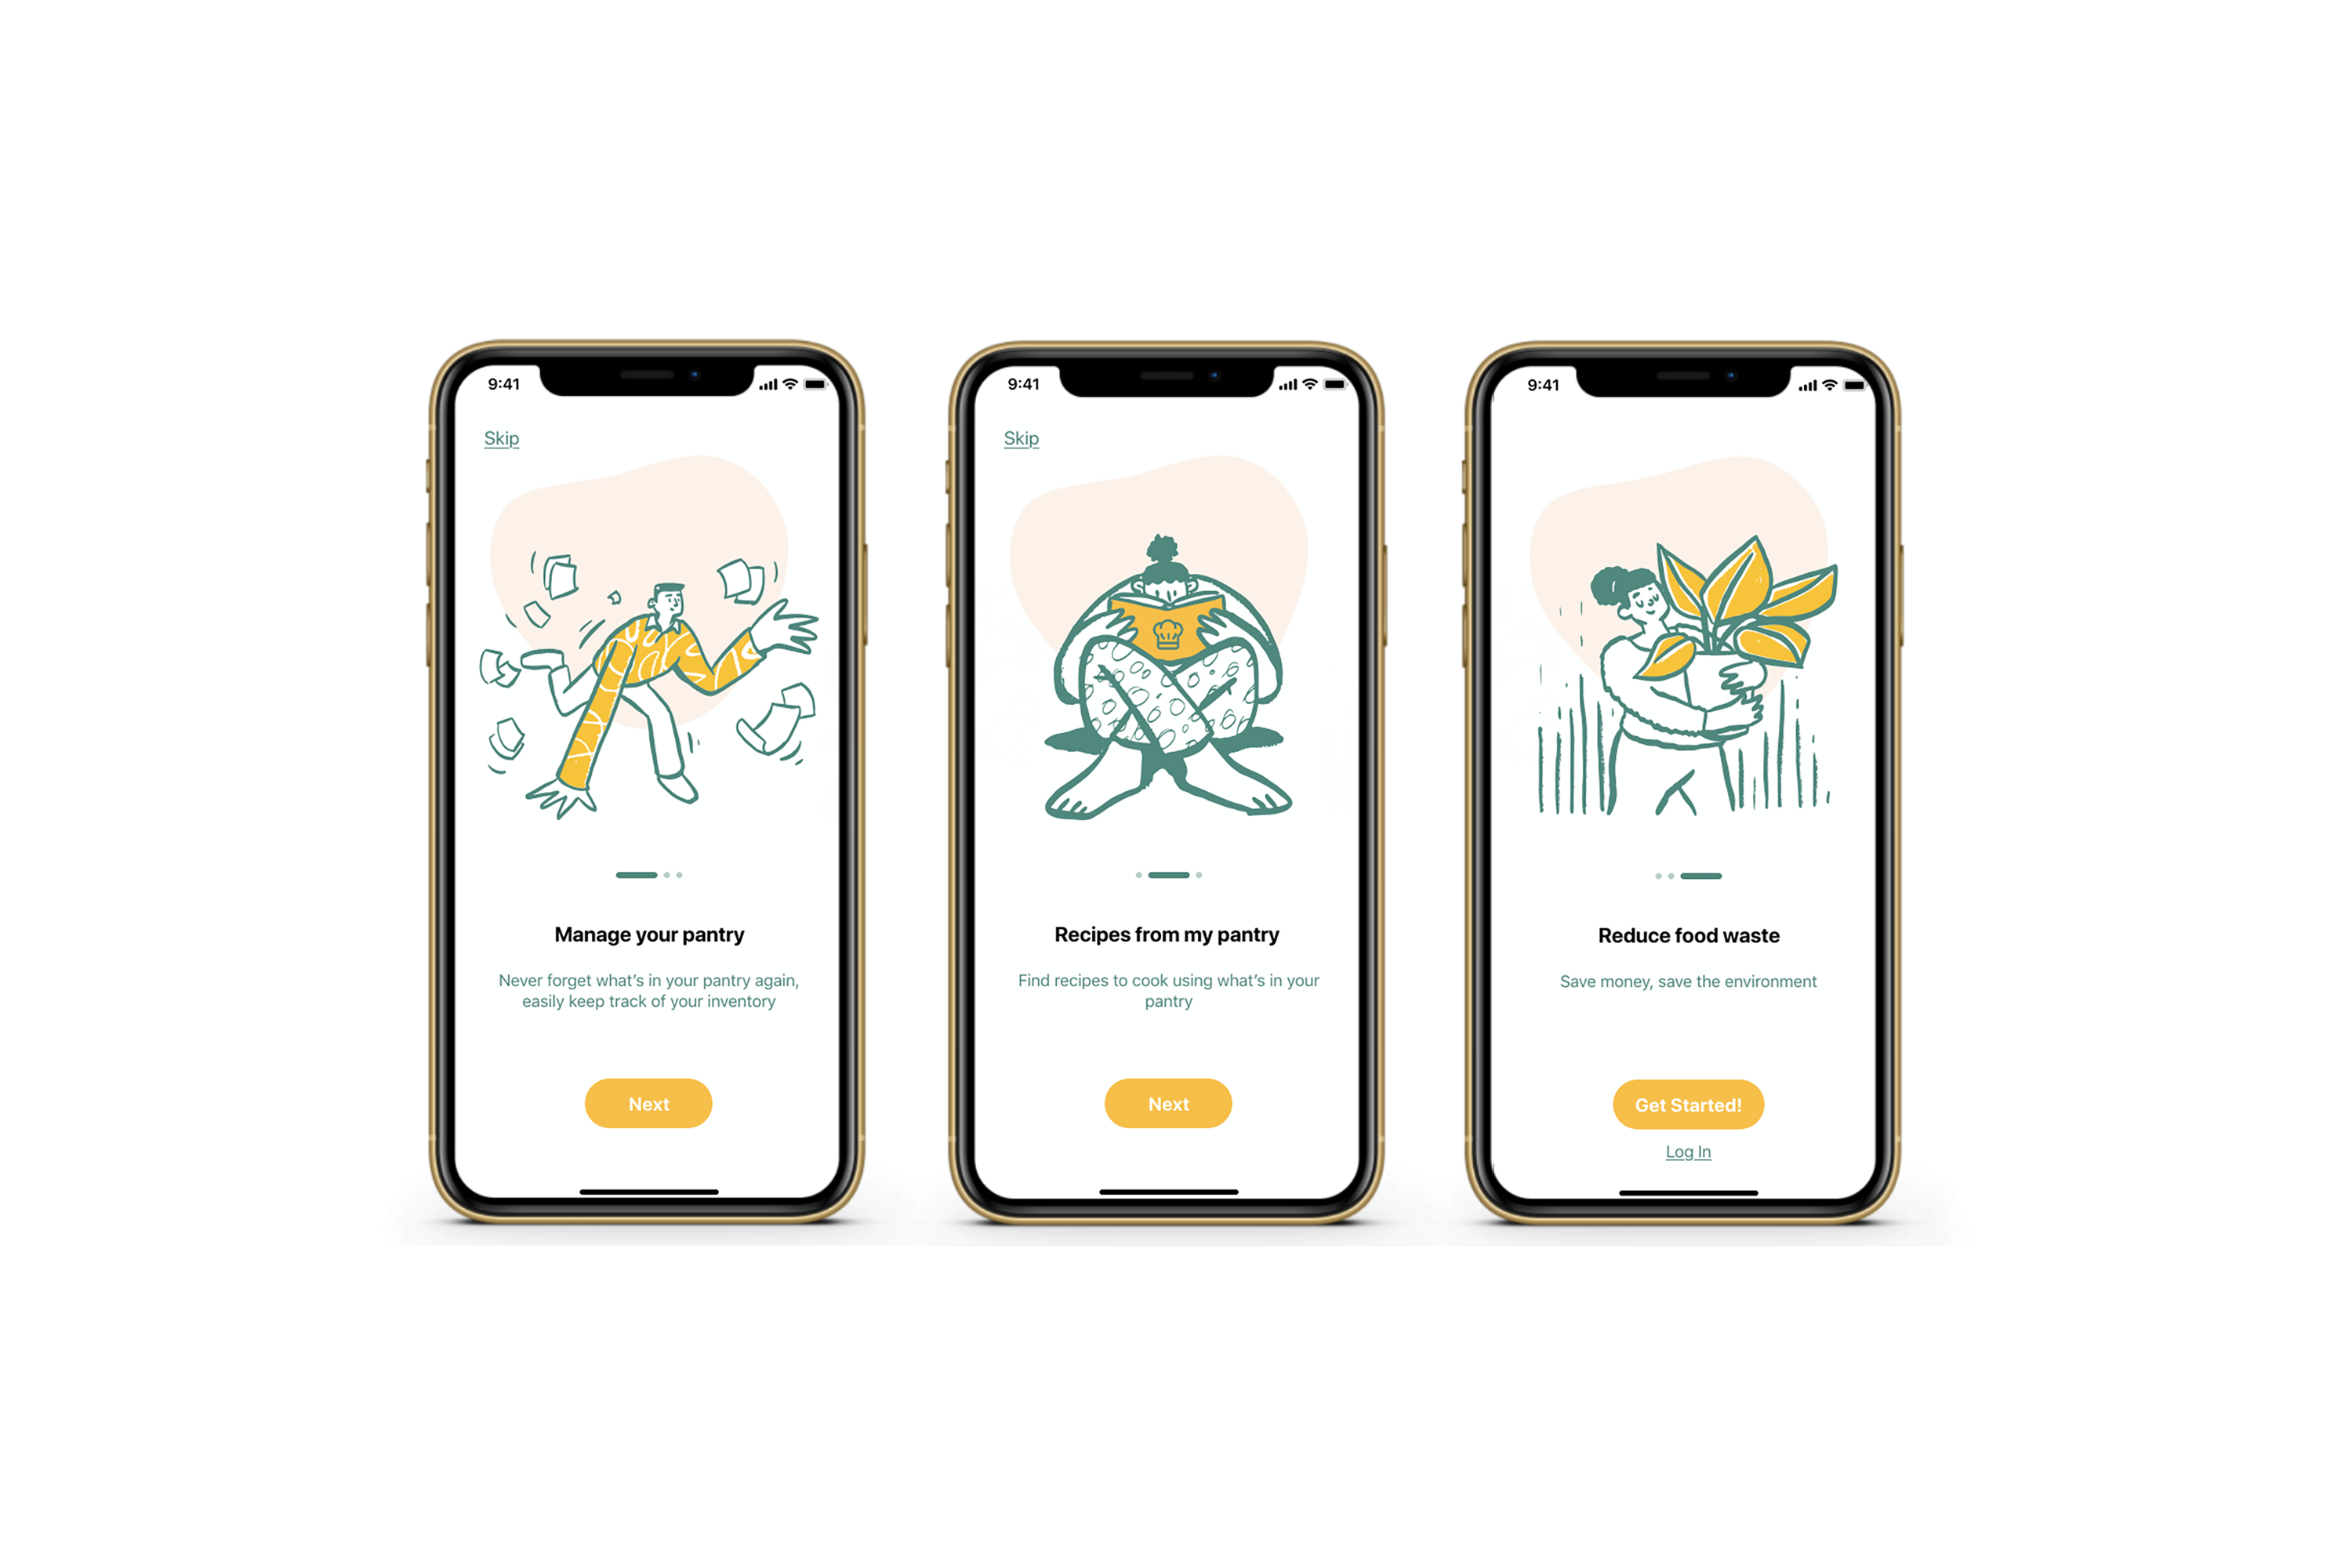 9:41
Skip
Manage your pantry
Never forget what's in your pantry again,
easily keep track of your inventory
Next
9:41
Skip
Recipes from my pantry
Find recipes to cook using what's in your
pantry
Next
9:41
Reduce food waste
Save money, save the environment
Get Started!
Log In